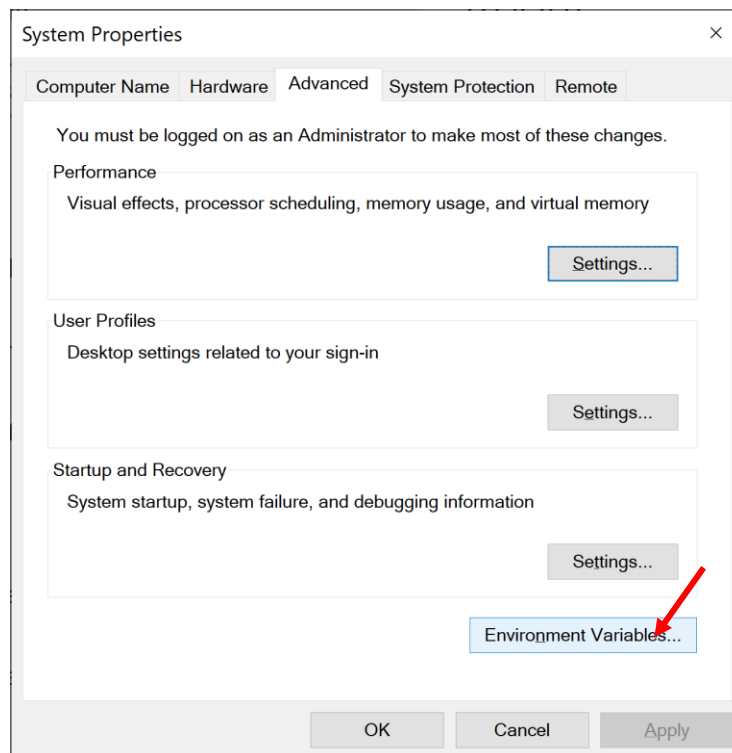 System Properties
Computer Name Hardware Advanced System Protection Remote
You must be logged on as an Administrator to make most of these changes.
Performance
Visual effects, processor scheduling, memory usage, and virtual memory
Settings...
User Profiles
Desktop settings related to your sign-in
Settings...
Startup and Recovery
System startup, system failure, and debugging information
Settings...
Environment Variables...
OK Cancel Apply